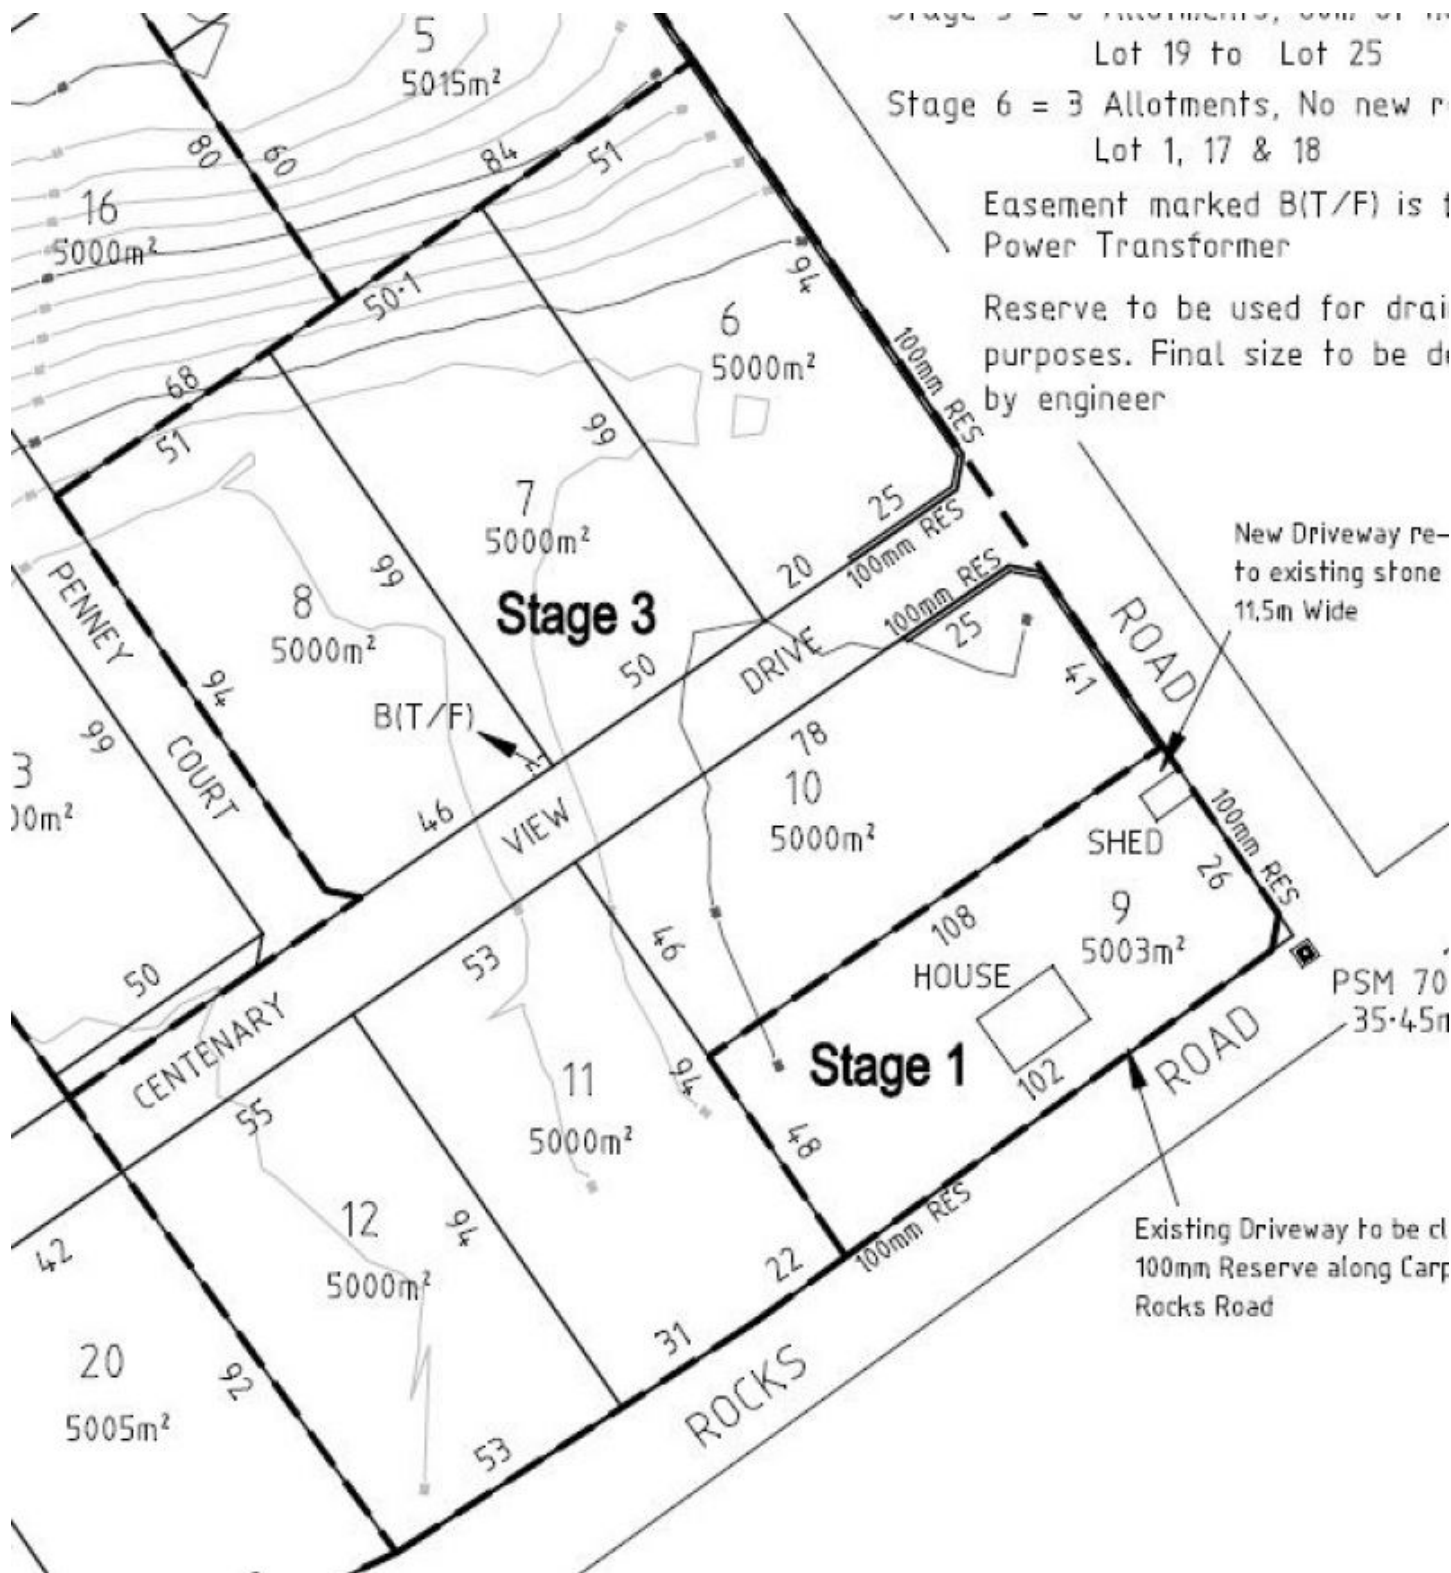 Lot 19 to Lot 25
Stage 6 = 3 Allotments, No new
Lot 1, 17 & 18
Easement marked B(T/F) is
Power Transformer
Reserve to be used for
purposes. Final size to be
by engineer
5
5015m²
80
60
84
51
16
5000m²
50·1
94
6
5000m²
100mm RES
68
51
99
7
5000m²
25
100mm RES
20
100mm RES
25
New Driveway re-
to existing stone
11.5m Wide
PENNEY
COURT
99
8
5000m²
Stage 3
94
50
DRIVE
41
ROAD
B(T/F)
99
3
46
VIEW
78
10
5000m²
SHED
100mm RES
26
50
53
46
108
9
5003m²
HOUSE
PSM 70
35·45
CENTENARY
55
11
5000m²
94
Stage 1
102
ROAD
48
12
5000m²
94
22
100mm RES
Existing Driveway to be
100mm Reserve along
Rocks Road
42
20
5005m²
92
31
53
ROCKS